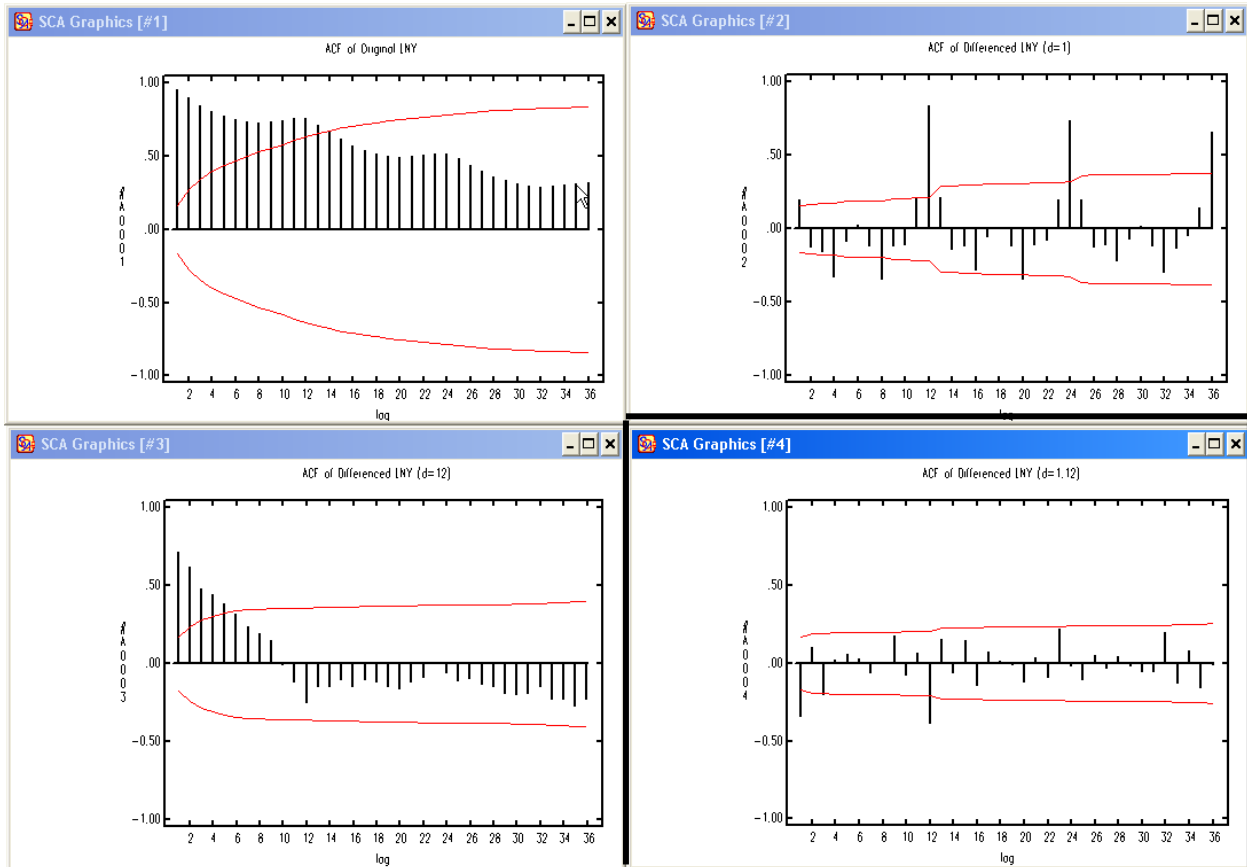 SCA Graphics [#1]
ACF of Original LNY
1.00
.50
.00
-0.50
-1.00
2 4 6 8 10 12 14 16 18 20 22 24 26 28 30 32 34 36
lag
SCA Graphics [#2]
ACF of Differenced LNY (d=1)
1.00
.50
.00
-0.50
-1.00
2 4 6 8 10 12 14 16 18 20 22 24 26 28 30 32 34 36
lag
SCA Graphics [#3]
ACF of Differenced LNY (d=12)
1.00
.50
.00
-0.50
-1.00
2 4 6 8 10 12 14 16 18 20 22 24 26 28 30 32 34 36
lag
SCA Graphics [#4]
ACF of Differenced LNY (d=1,12)
1.00
.50
.00
-0.50
-1.00
2 4 6 8 10 12 14 16 18 20 22 24 26 28 30 32 34 36
lag